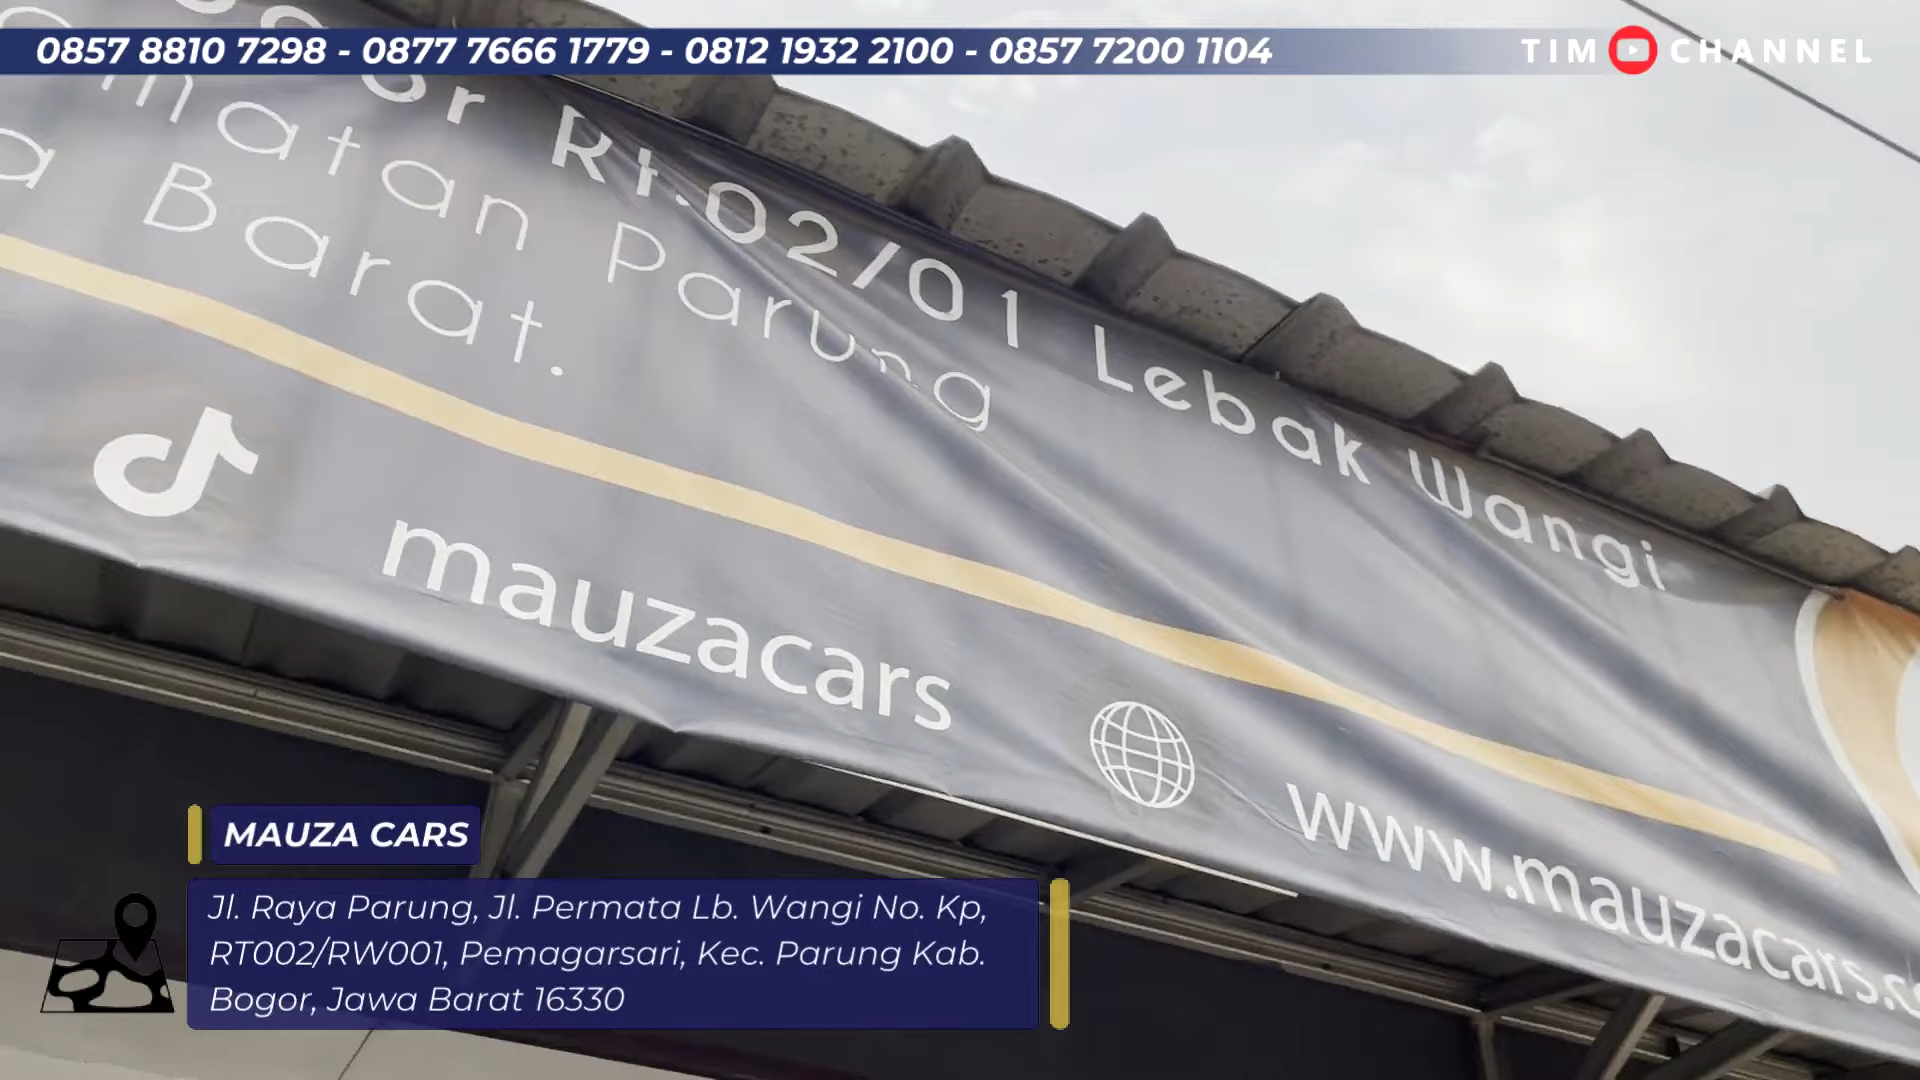 0857 8810 7298 - 0877 7666 1779 - 0812 1932 2100 - 0857 7200 1104
TIM CHANNEL
Rt.02/01 Lebak Wangi
matan Parung
a Barat.
mauzacars
www.mauzacars.c
MAUZA CARS
Jl. Raya Parung, Jl. Permata Lb. Wangi No. Kp,
RT002/RW001, Pemagarsari, Kec. Parung Kab.
Bogor, Jawa Barat 16330